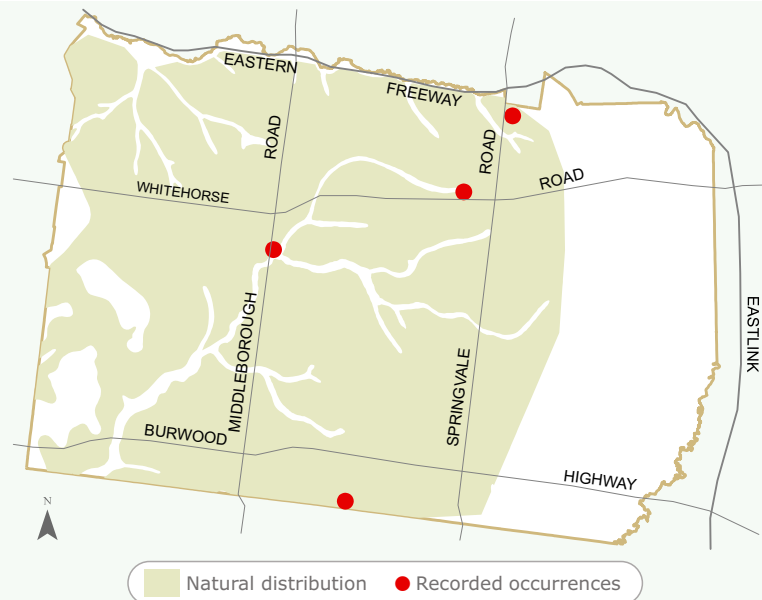 EASTERN
FREEWAY
ROAD
ROAD
WHITEHORSE
ROAD
MIDDLEBOROUGH
EASTLINK
SPRINGVALE
BURWOOD
HIGHWAY
N
Natural distribution
Recorded occurrences